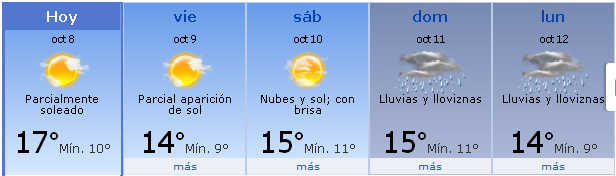 Hoy
oct 8
Parcialmente
soleado
17° Mín. 10°
vie
oct 9
Parcial aparición
de sol
14° Mín. 9°
más
sáb
oct 10
Nubes y sol; con
brisa
15° Mín. 11°
más
dom
oct 11
Lluvias y lloviznas
15° Mín. 11°
más
lun
oct 12
Lluvias y lloviznas
14° Mín. 9°
más